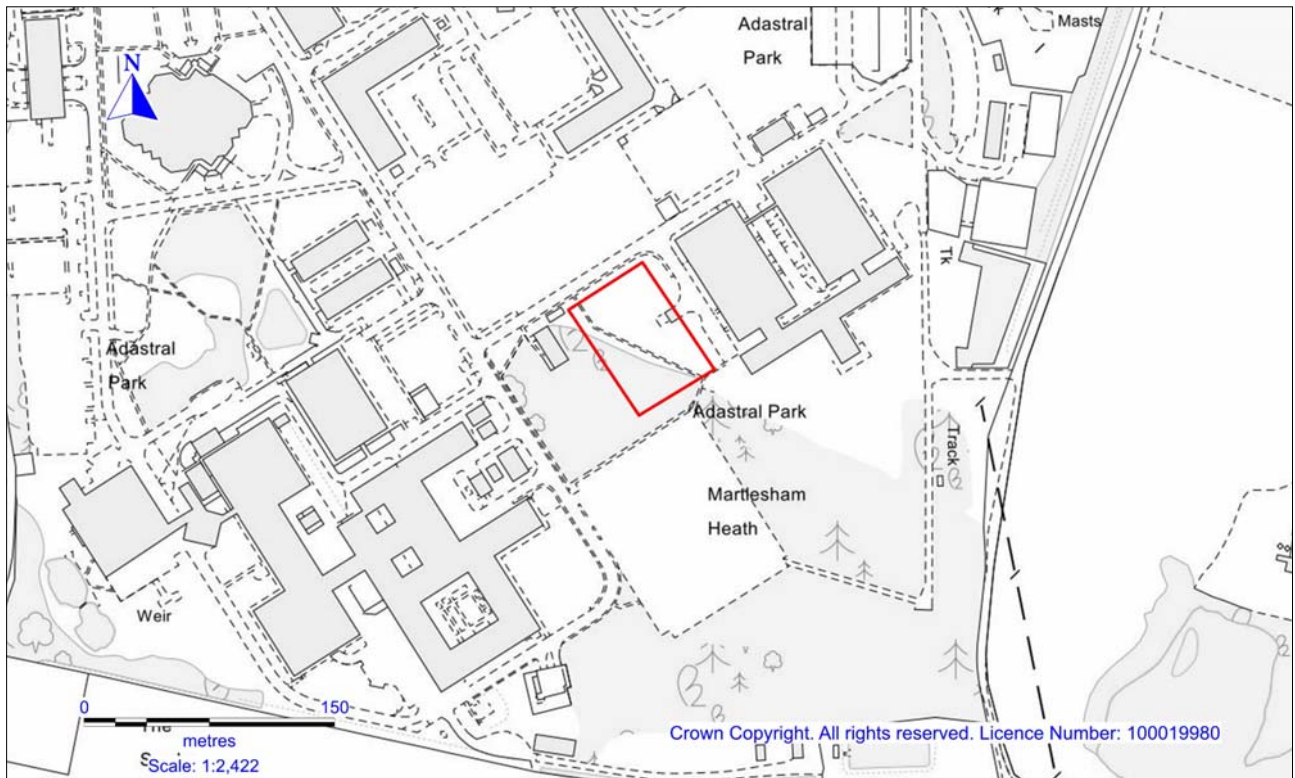 Adastral
Park
Masts
N
Tk
Adastral
Park
Adastral Park
Track
Martlesham
Heath
Weir
0 150
metres
Scale: 1:2,422
Crown Copyright. All rights reserved. Licence Number: 100019980